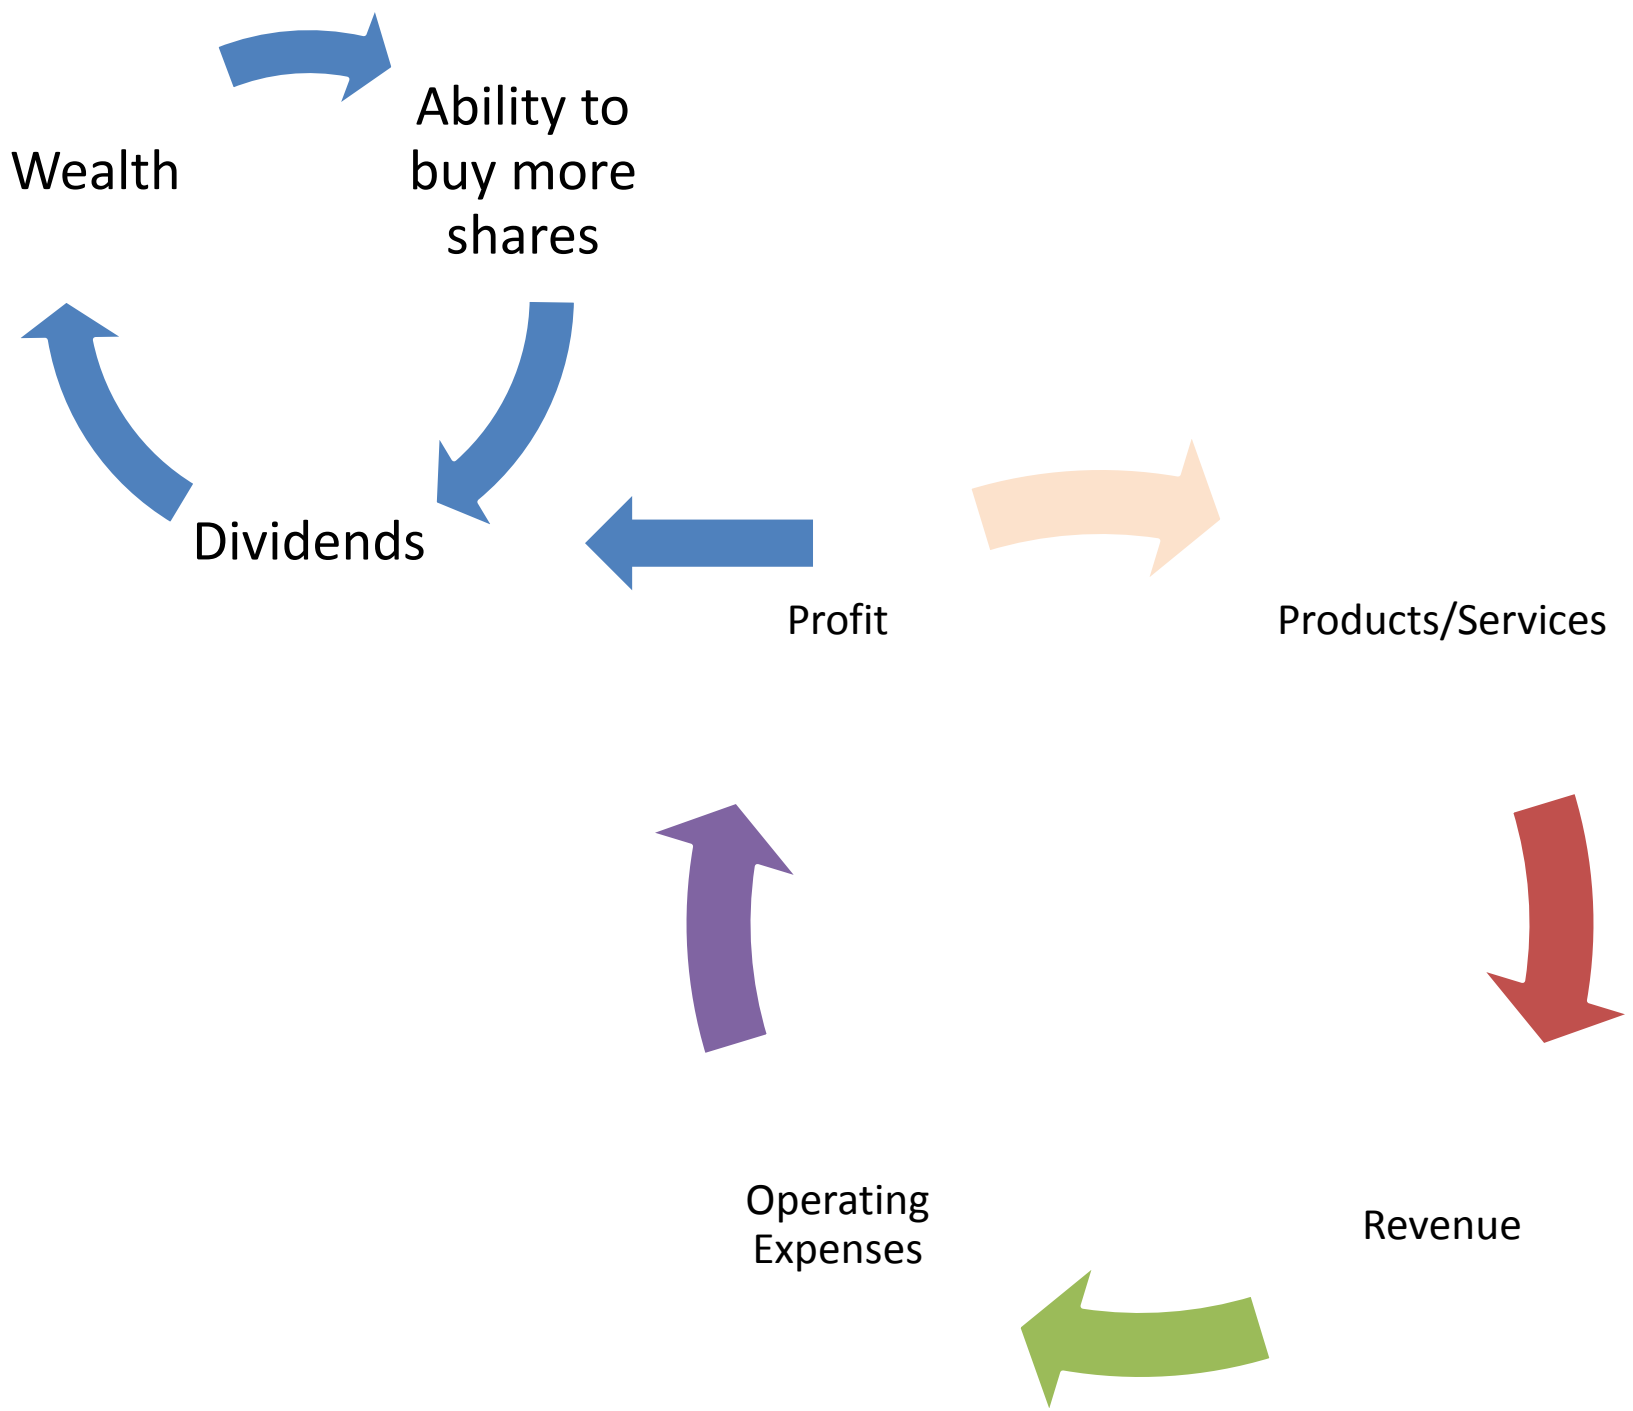 Wealth
Ability to
buy more
shares
Dividends
Profit
Products/Services
Operating
Expenses
Revenue